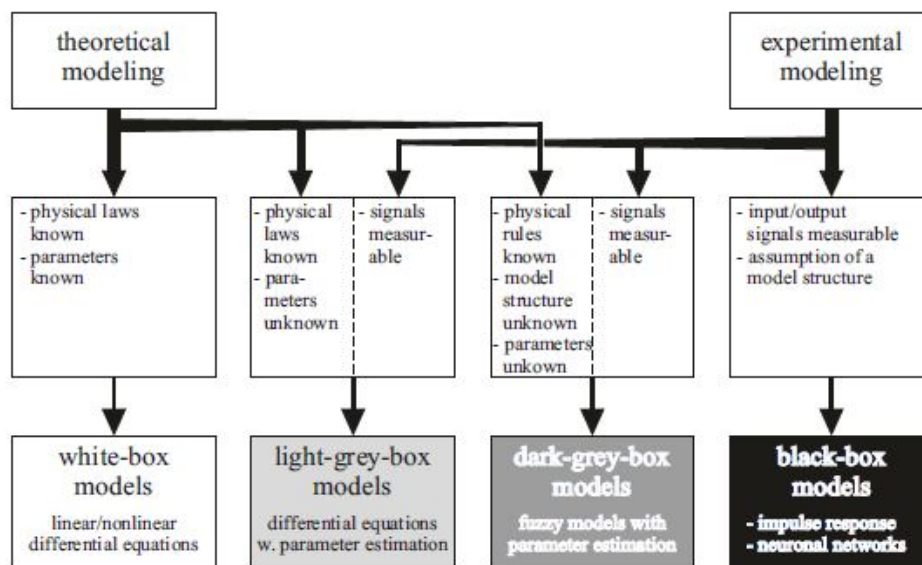 theoretical
modeling
experimental
modeling
- physical laws
known
- parameters
known
- physical
laws
known
- para-
meters
unknown
- signals
measur-
able
- physical
rules
known
- model
structure
unknown
- parameters
unkown
- signals
measur-
able
- input/output
signals measurable
- assumption of a
model structure
white-box
models
linear/nonlinear
differential equations
light-grey-box
models
differential equations
w. parameter estimation
dark-grey-box
models
fuzzy models with
parameter estimation
black-box
models
- impulse response
- neuronal networks